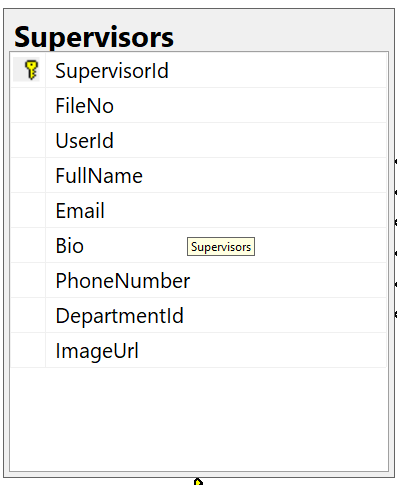 Supervisors
SupervisorId
FileNo
UserId
FullName
Email
Bio
Supervisors
PhoneNumber
DepartmentId
ImageUrl